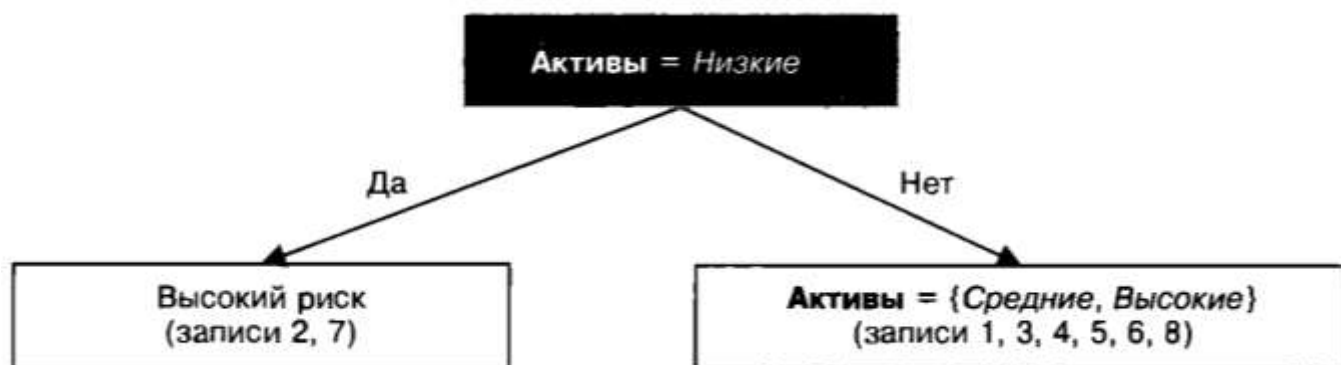 Активы = Низкие
Да
Нет
Высокий риск
(записи 2, 7)
Активы = {Средние, Высокие}
(записи 1, 3, 4, 5, 6, 8)